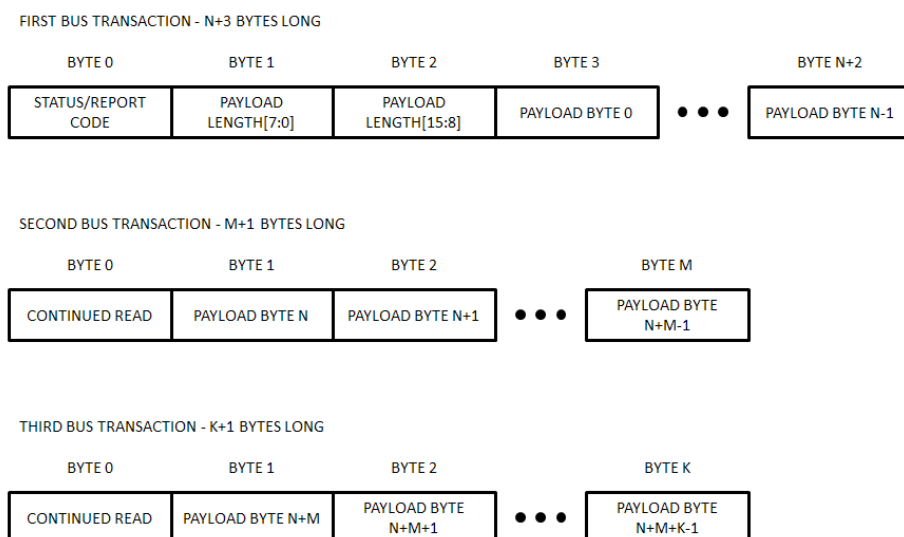 FIRST BUS TRANSACTION - N+3 BYTES LONG
BYTE 0 BYTE 1 BYTE 2 BYTE 3 BYTE N+2
STATUS/REPORT CODE PAYLOAD LENGTH[7:0] PAYLOAD LENGTH[15:8] PAYLOAD BYTE 0 ● ● ● PAYLOAD BYTE N-1
SECOND BUS TRANSACTION - M+1 BYTES LONG
BYTE 0 BYTE 1 BYTE 2 BYTE M
CONTINUED READ PAYLOAD BYTE N PAYLOAD BYTE N+1 ● ● ● PAYLOAD BYTE N+M-1
THIRD BUS TRANSACTION - K+1 BYTES LONG
BYTE 0 BYTE 1 BYTE 2 BYTE K
CONTINUED READ PAYLOAD BYTE N+M PAYLOAD BYTE N+M+1 ● ● ● PAYLOAD BYTE N+M+K-1